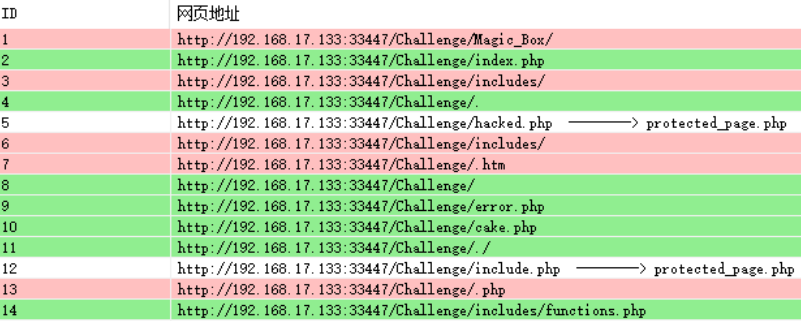 ID 网页地址
1 http://192.168.17.133:33447/Challenge/Magic_Box/
2 http://192.168.17.133:33447/Challenge/index.php
3 http://192.168.17.133:33447/Challenge/includes/
4 http://192.168.17.133:33447/Challenge/.
5 http://192.168.17.133:33447/Challenge/hacked.php ———> protected_page.php
6 http://192.168.17.133:33447/Challenge/includes/
7 http://192.168.17.133:33447/Challenge/.htm
8 http://192.168.17.133:33447/Challenge/
9 http://192.168.17.133:33447/Challenge/error.php
10 http://192.168.17.133:33447/Challenge/cake.php
11 http://192.168.17.133:33447/Challenge/./
12 http://192.168.17.133:33447/Challenge/include.php ———> protected_page.php
13 http://192.168.17.133:33447/Challenge/.php
14 http://192.168.17.133:33447/Challenge/includes/functions.php